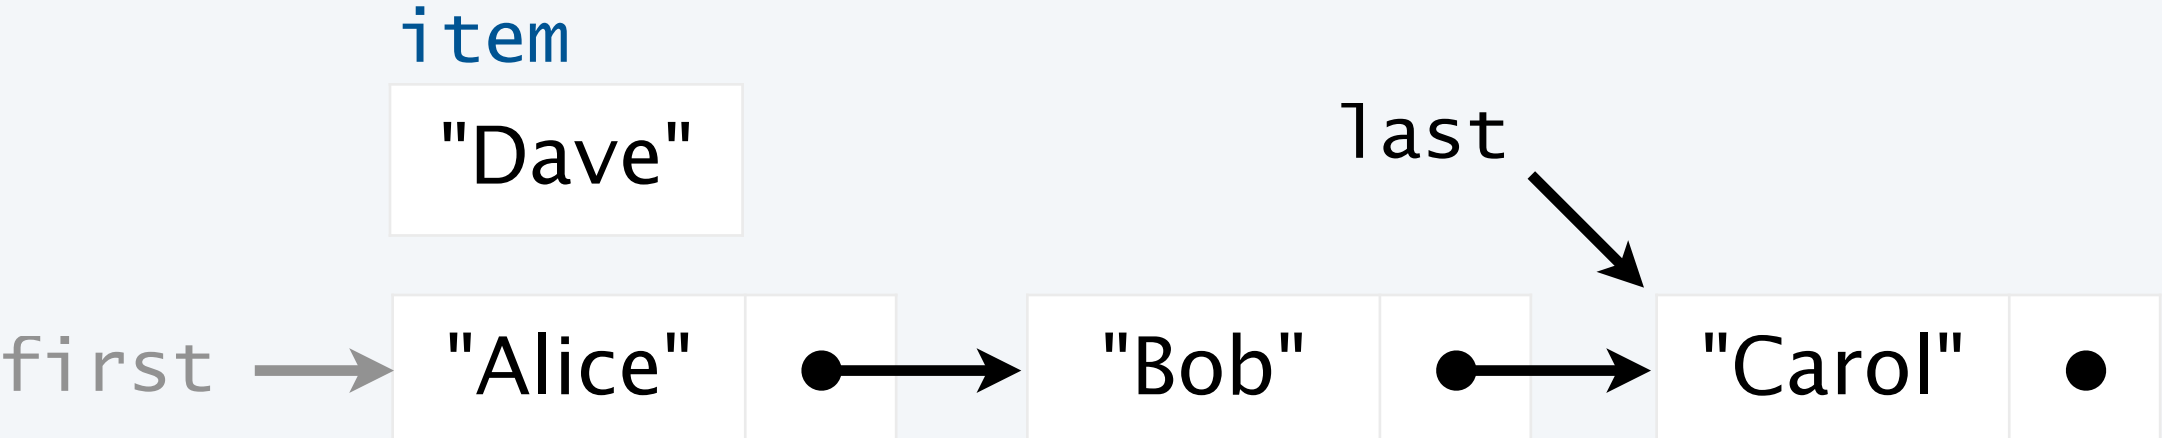 item
"Dave"
last
first "Alice" "Bob" "Carol"